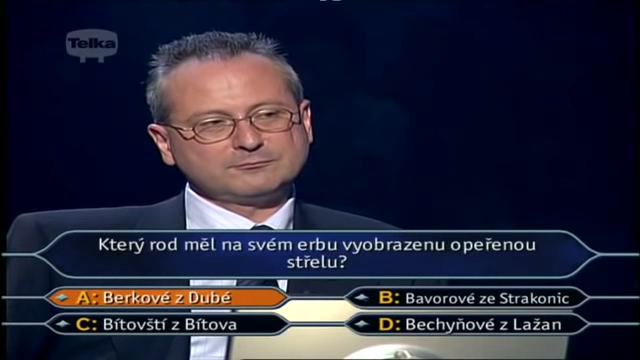 Telka
Který rod měl na svém erbu vyobrazenu opeřenou
střelu?
A: Berkové z Dubé
B: Bavorové ze Strakonic
C: Bítovští z Bítova
D: Bechyňové z Lažan